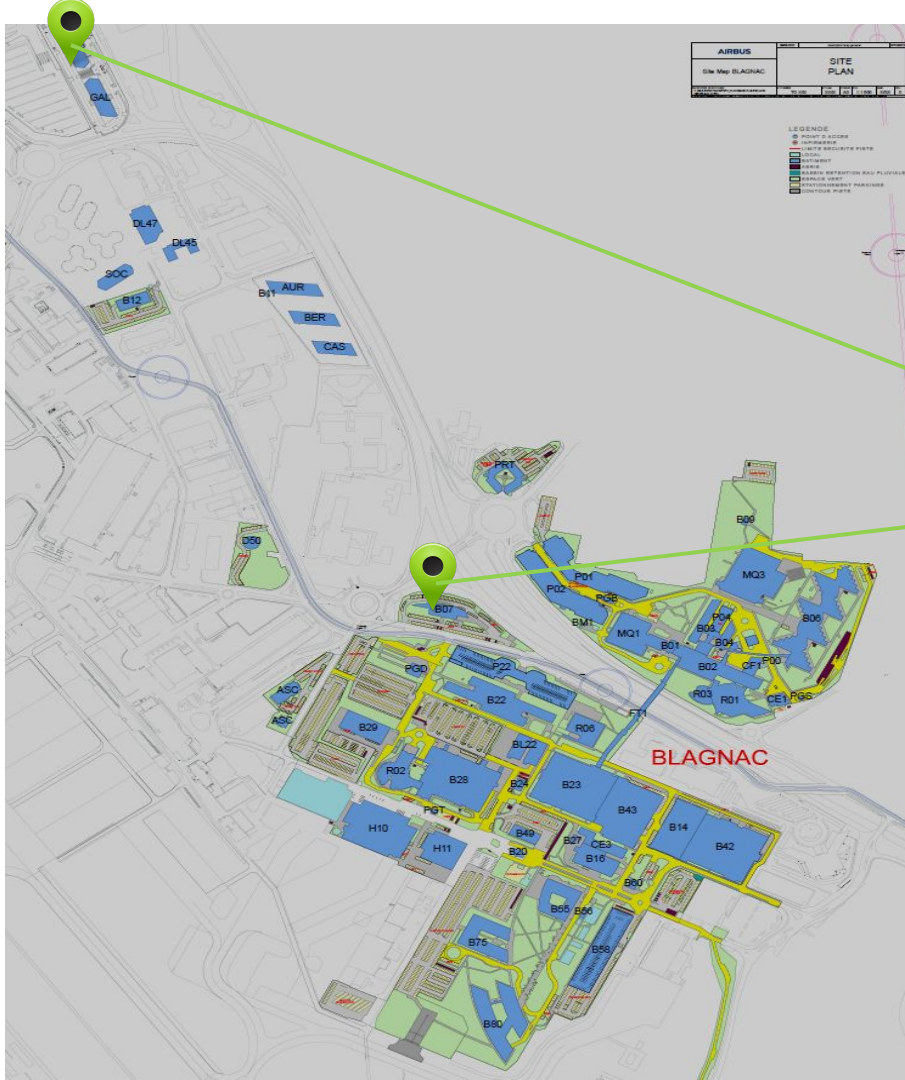 AIRBUS
Site Map BLAGNAC
SITE
PLAN
LEGENDE
POINT D ACCES
INFIRMERIE
LIMITE SECURITE PISTE
LOCAL
BATIMENT
BASSIN RETENTION EAU PLUVIALE
ESPACE VERT
STATIONNEMENT PARKINGS
CONTOUR PISTE
GAL
DL47
DL45
SOC
B12
B11
AUR
BER
CAS
PRT
D50
B09
P01
P02
PGB
MQ3
B07
BM1
MQ1
P04
B03
B06
B01
B04
B02
CF1
P00
PGD
P22
R03
R01
CE1
PGS
ASC
ASC
B22
FT1
R06
B29
BL22
BLAGNAC
R02
B28
B24
B23
B43
PGT
H10
H11
B49
B27
CE3
B14
B42
B20
B16
B60
B55
B56
B75
B58
B80